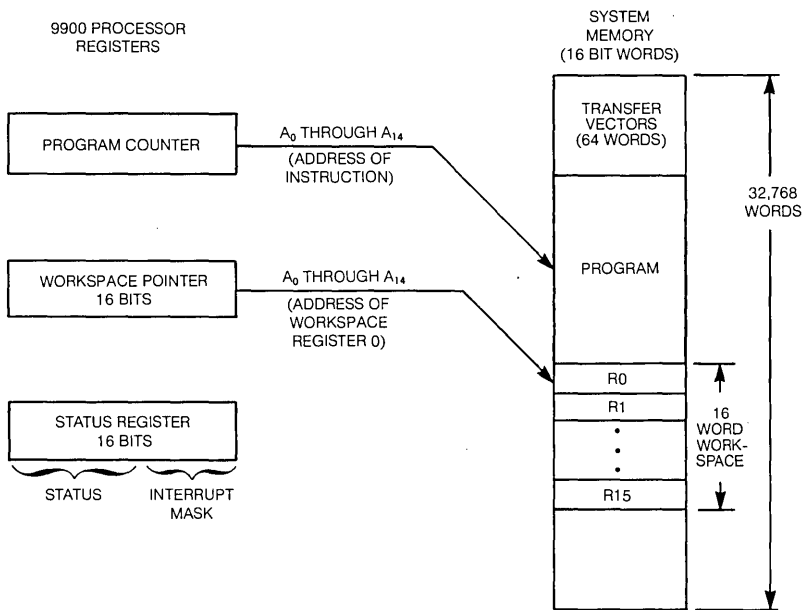 9900 PROCESSOR
REGISTERS
SYSTEM
MEMORY
(16 BIT WORDS)
PROGRAM COUNTER
A₀ THROUGH A₁₄
(ADDRESS OF
INSTRUCTION)
TRANSFER
VECTORS
(64 WORDS)
32,768
WORDS
WORKSPACE POINTER
16 BITS
A₀ THROUGH A₁₄
(ADDRESS OF
WORKSPACE
REGISTER 0)
PROGRAM
R0
R1
R15
16
WORD
WORK-
SPACE
STATUS REGISTER
16 BITS
STATUS
INTERRUPT
MASK